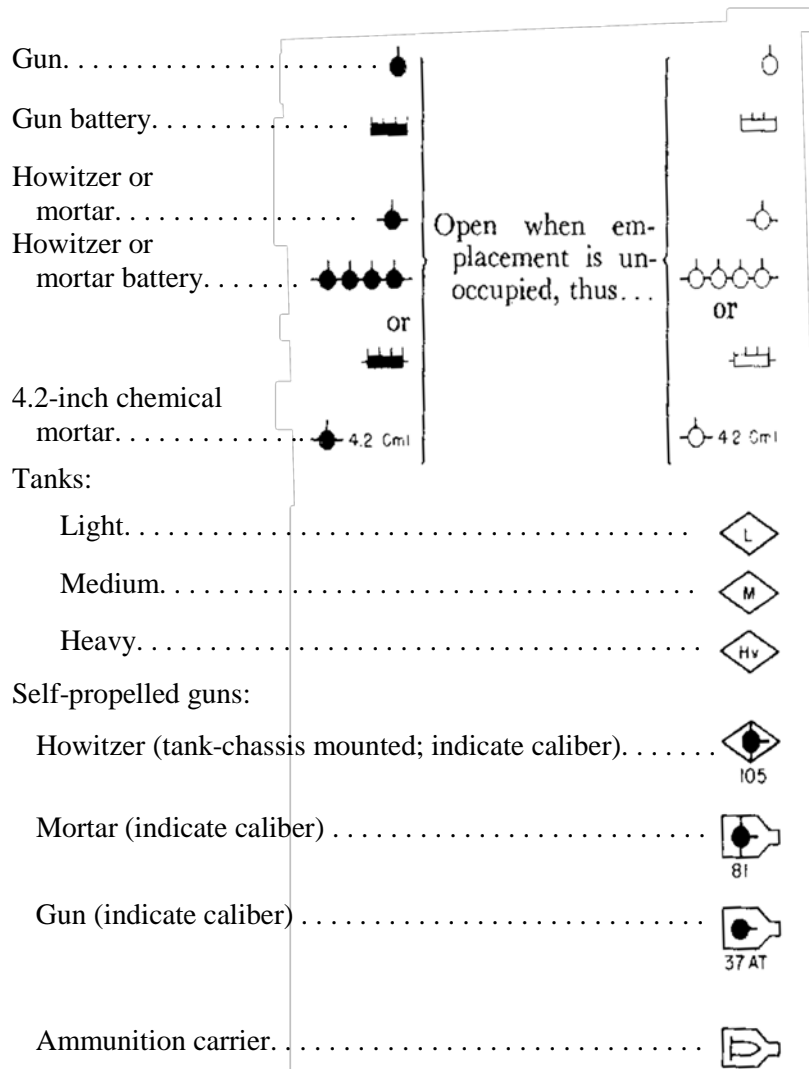 Gun. . . . . . . . . . . . . . . . . . . . . .
Gun battery. . . . . . . . . . . . . .
Howitzer or
mortar. . . . . . . . . . . . . . . . .
Howitzer or
mortar battery. . . . . . .
or
4.2-inch chemical
mortar. . . . . . . . . . . . . . 4.2 Cml
Open when em-
placement is un-
occupied, thus...
or
4.2 Cml
Tanks:
Light. . . . . . . . . . . . . . . . . . . . . . . . . . . . . . . . . . . . . . . L
Medium. . . . . . . . . . . . . . . . . . . . . . . . . . . . . . . . . . . . . M
Heavy. . . . . . . . . . . . . . . . . . . . . . . . . . . . . . . . . . . . . . . Hv
Self-propelled guns:
Howitzer (tank-chassis mounted; indicate caliber). . . . . . .
105
Mortar (indicate caliber) . . . . . . . . . . . . . . . . . . . . . . . . . .
81
Gun (indicate caliber) . . . . . . . . . . . . . . . . . . . . . . . . . . . .
37 AT
Ammunition carrier. . . . . . . . . . . . . . . . . . . . . . . . . . . . . .